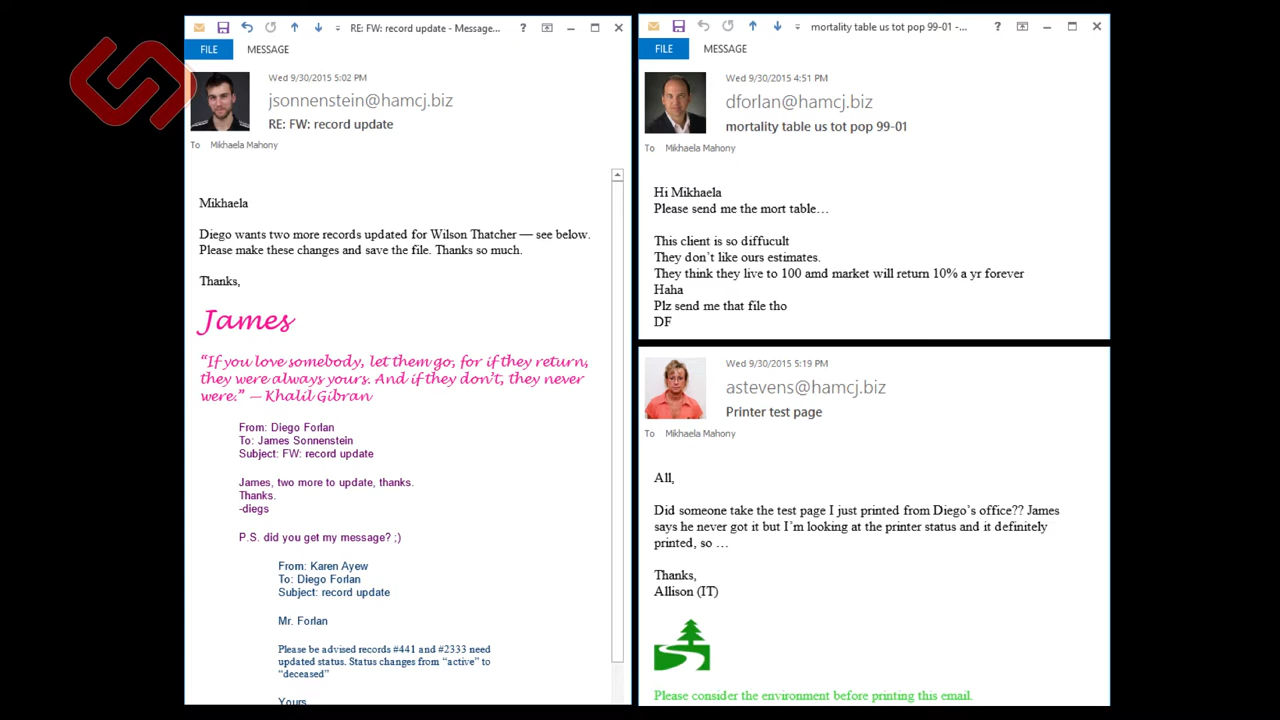 RE: FW: record update - Message...
FILE
MESSAGE
Wed 9/30/2015 5:02 PM
jsonnenstein@hamcj.biz
RE: FW: record update
To Mikhaela Mahony
Mikhaela
Diego wants two more records updated for Wilson Thatcher — see below.
Please make these changes and save the file. Thanks so much.
Thanks,
James
“If you love somebody, let them go, for if they return,
they were always yours. And if they don’t, they never
were.” — Khalil Gibran
From: Diego Forlan
To: James Sonnenstein
Subject: FW: record update
James, two more to update, thanks.
Thanks.
-diegs
P.S. did you get my message? ;)
From: Karen Ayew
To: Diego Forlan
Subject: record update
Mr. Forlan
Please be advised records #441 and #2333 need
updated status. Status changes from “active” to
“deceased”
Yours
mortality table us tot pop 99-01 -...
FILE
MESSAGE
Wed 9/30/2015 4:51 PM
dforlan@hamcj.biz
mortality table us tot pop 99-01
To Mikhaela Mahony
Hi Mikhaela
Please send me the mort table…
This client is so diffucult
They don’t like ours estimates.
They think they live to 100 amd market will return 10% a yr forever
Haha
Plz send me that file tho
DF
Wed 9/30/2015 5:19 PM
astevens@hamcj.biz
Printer test page
To Mikhaela Mahony
All,
Did someone take the test page I just printed from Diego’s office?? James
says he never got it but I’m looking at the printer status and it definitely
printed, so …
Thanks,
Allison (IT)
Please consider the environment before printing this email.